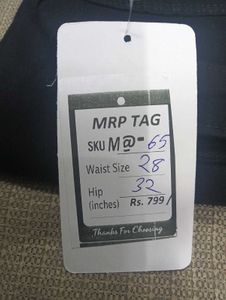 MRP TAG
SKU M@-65
Waist Size 28
Hip 32
(inches) Rs. 799/
Thanks For Choosing